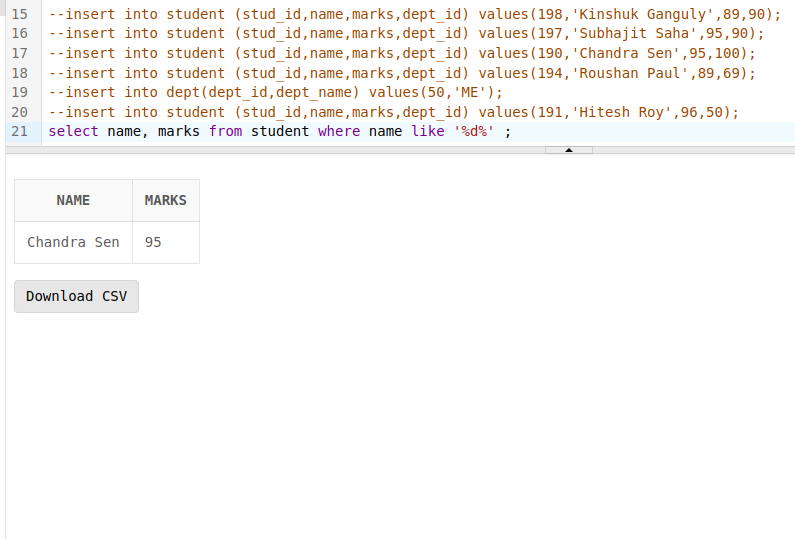 15 --insert into student (stud_id,name,marks,dept_id) values(198,'Kinshuk Ganguly',89,90);
16 --insert into student (stud_id,name,marks,dept_id) values(197,'Subhajit Saha',95,90);
17 --insert into student (stud_id,name,marks,dept_id) values(190,'Chandra Sen',95,100);
18 --insert into student (stud_id,name,marks,dept_id) values(194,'Roushan Paul',89,69);
19 --insert into dept(dept_id,dept_name) values(50,'ME');
20 --insert into student (stud_id,name,marks,dept_id) values(191,'Hitesh Roy',96,50);
21 select name, marks from student where name like '%d%' ;
NAME MARKS
Chandra Sen 95
Download CSV